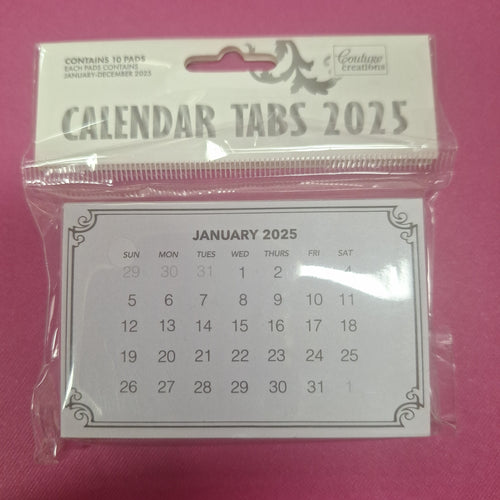 CONTAINS 10 PADS
EACH PADS CONTAINS
JANUARY-DECEMBER 2025
Couture
creations
CALENDAR TABS 2025
JANUARY 2025
SUN MON TUES WED THURS FRI SAT
29 30 31 1 2 4
5 6 7 8 9 10 11
12 13 14 15 16 17 18
19 20 21 22 23 24 25
26 27 28 29 30 31 1